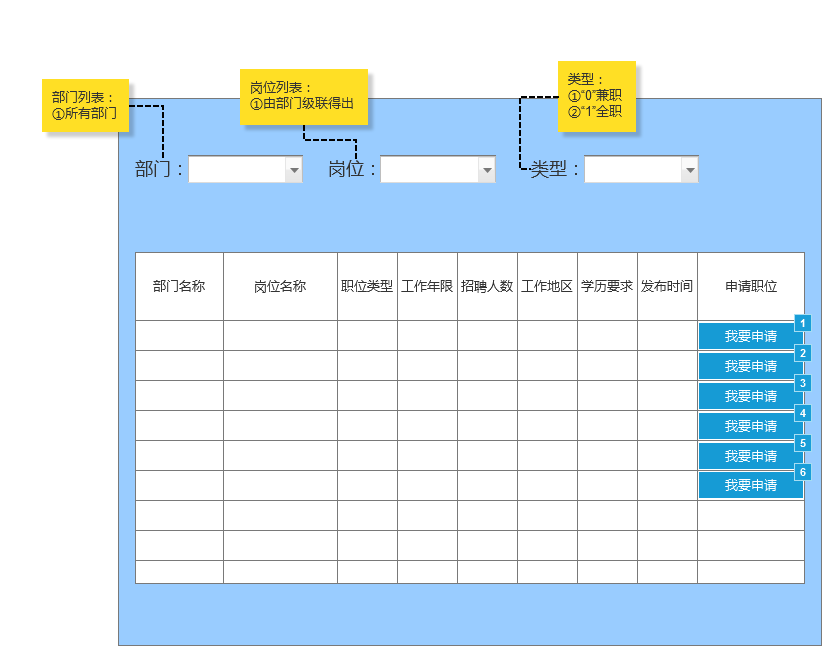 部门列表：
①所有部门
岗位列表：
①由部门级联得出
类型：
①“0”兼职
②“1”全职
部门：
岗位：
类型：
部门名称
岗位名称
职位类型
工作年限
招聘人数
工作地区
学历要求
发布时间
申请职位
我要申请
1
我要申请
2
我要申请
3
我要申请
4
我要申请
5
我要申请
6